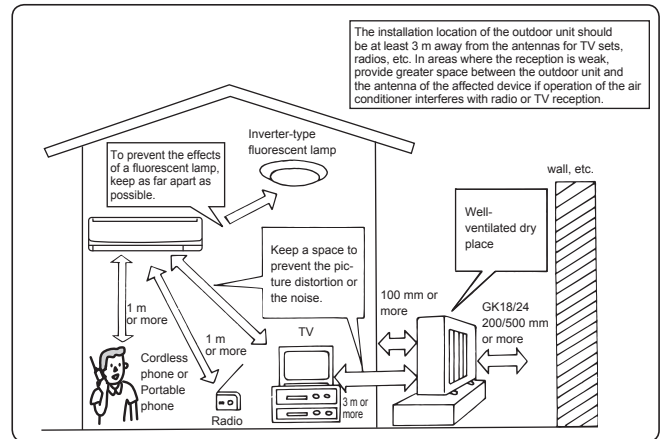 The installation location of the outdoor unit should
be at least 3 m away from the antennas for TV sets,
radios, etc. In areas where the reception is weak,
provide greater space between the outdoor unit and
the antenna of the affected device if operation of the air
conditioner interferes with radio or TV reception.
Inverter-type
fluorescent lamp
To prevent the effects
of a fluorescent lamp,
keep as far apart as
possible.
wall, etc.
Well-
ventilated dry
place
Keep a space to
prevent the pic-
ture distortion or
the noise.
100 mm or
more
GK18/24
200/500 mm
or more
1 m
or more
1 m
or more
TV
Cordless
phone or
Portable
phone
Radio
3 m or
more